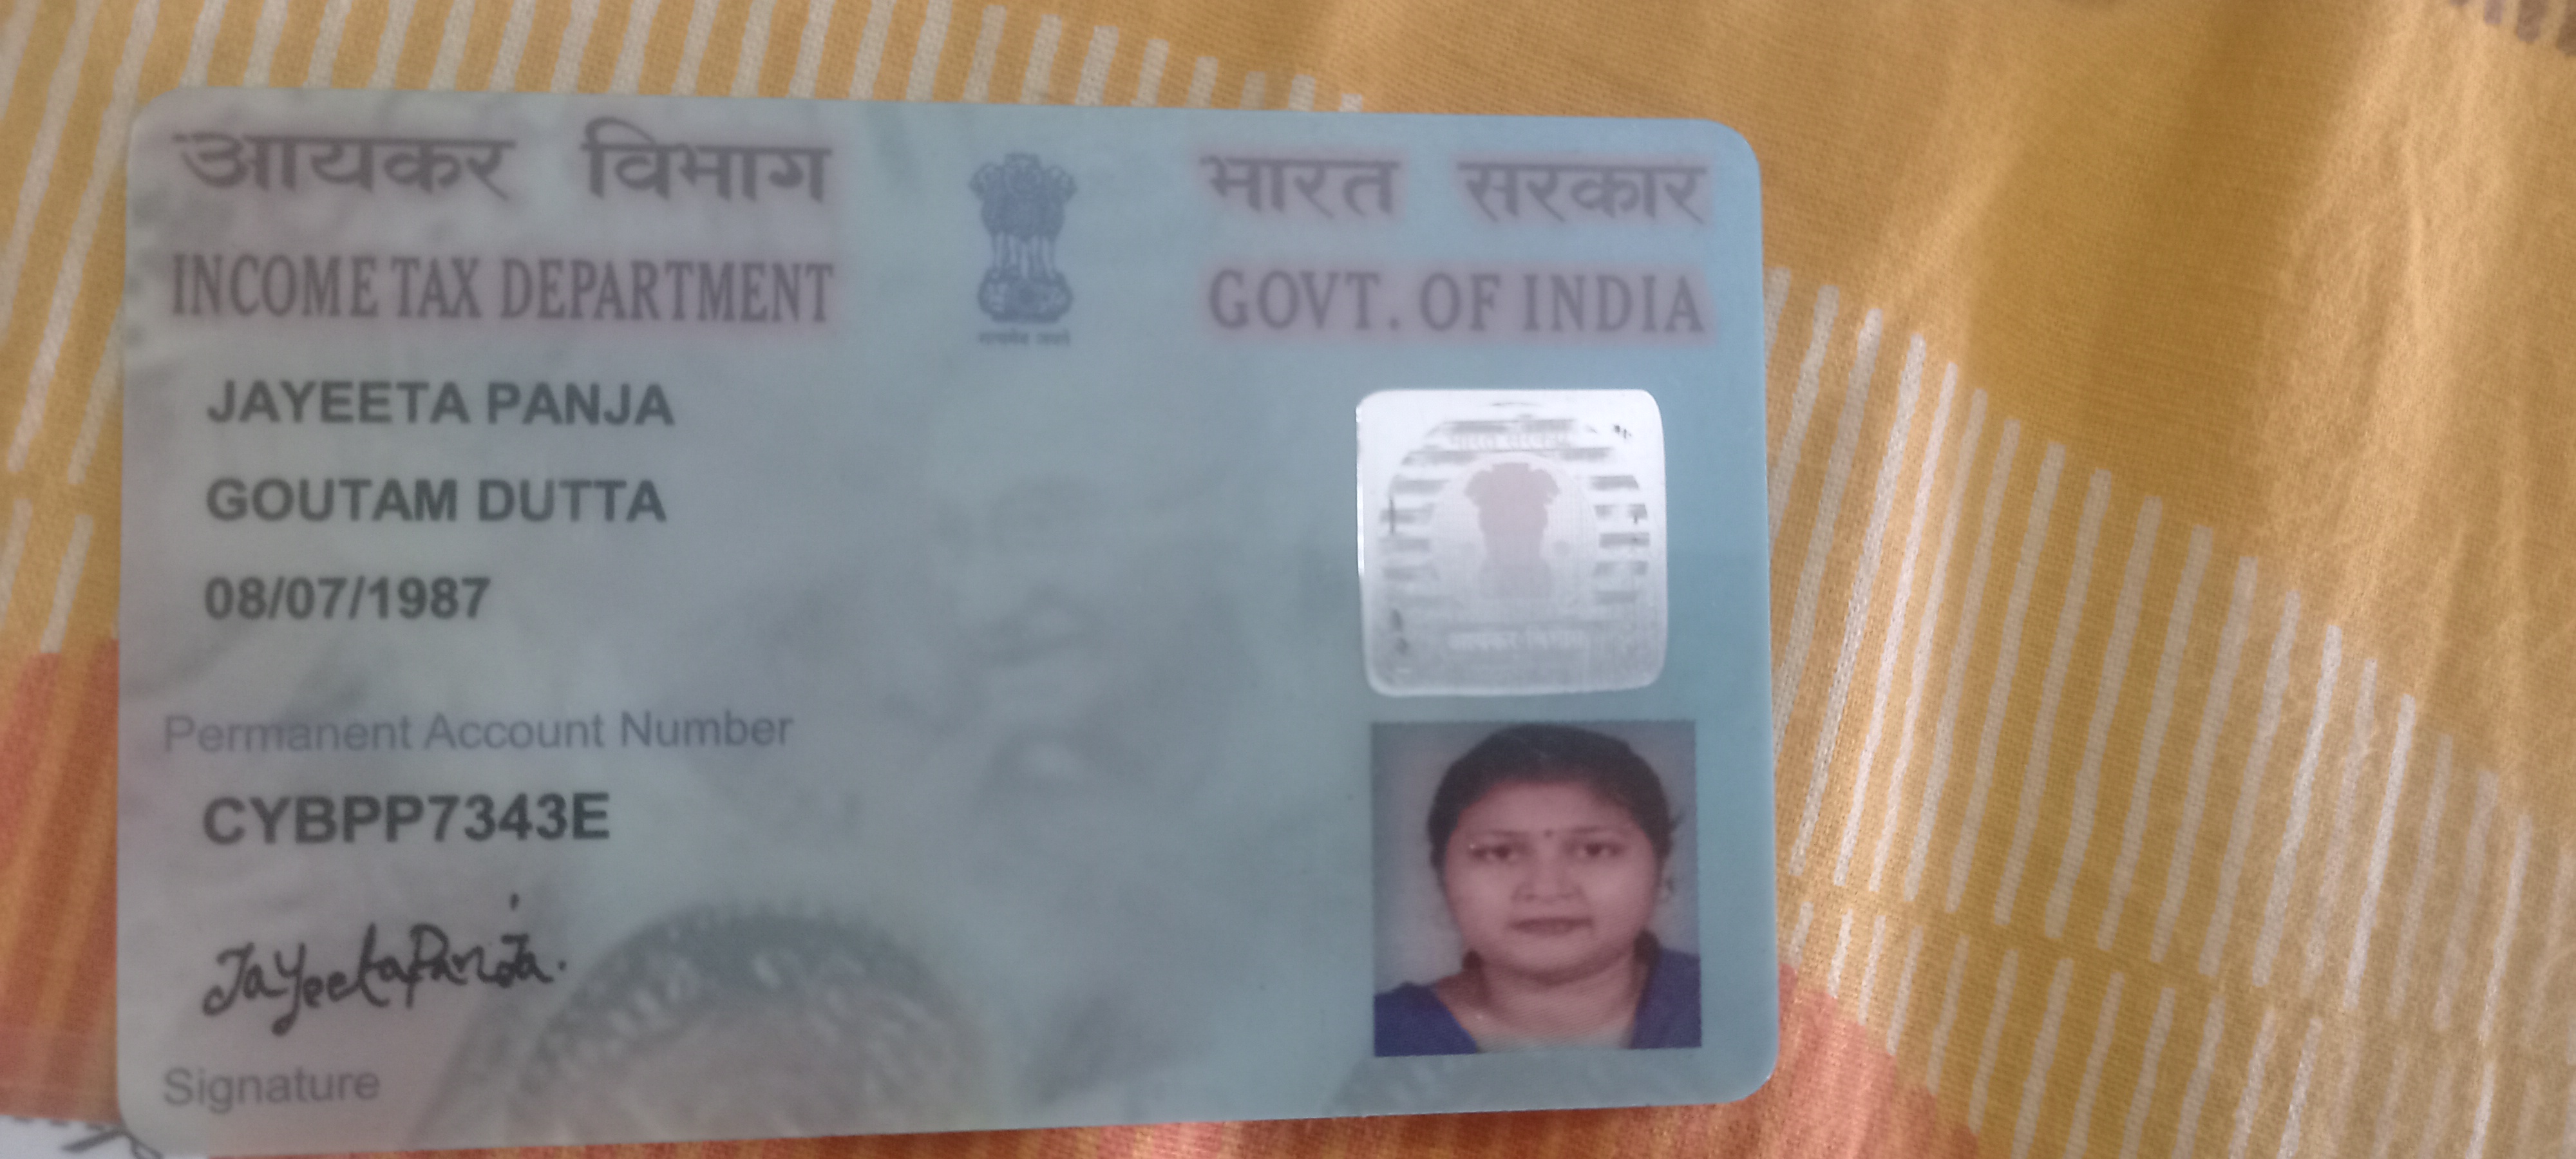 आयकर विभाग
INCOME TAX DEPARTMENT
भारत सरकार
GOVT. OF INDIA
JAYEETA PANJA
GOUTAM DUTTA
08/07/1987
Permanent Account Number
CYBPP7343E
Jayeeta Panja.
Signature